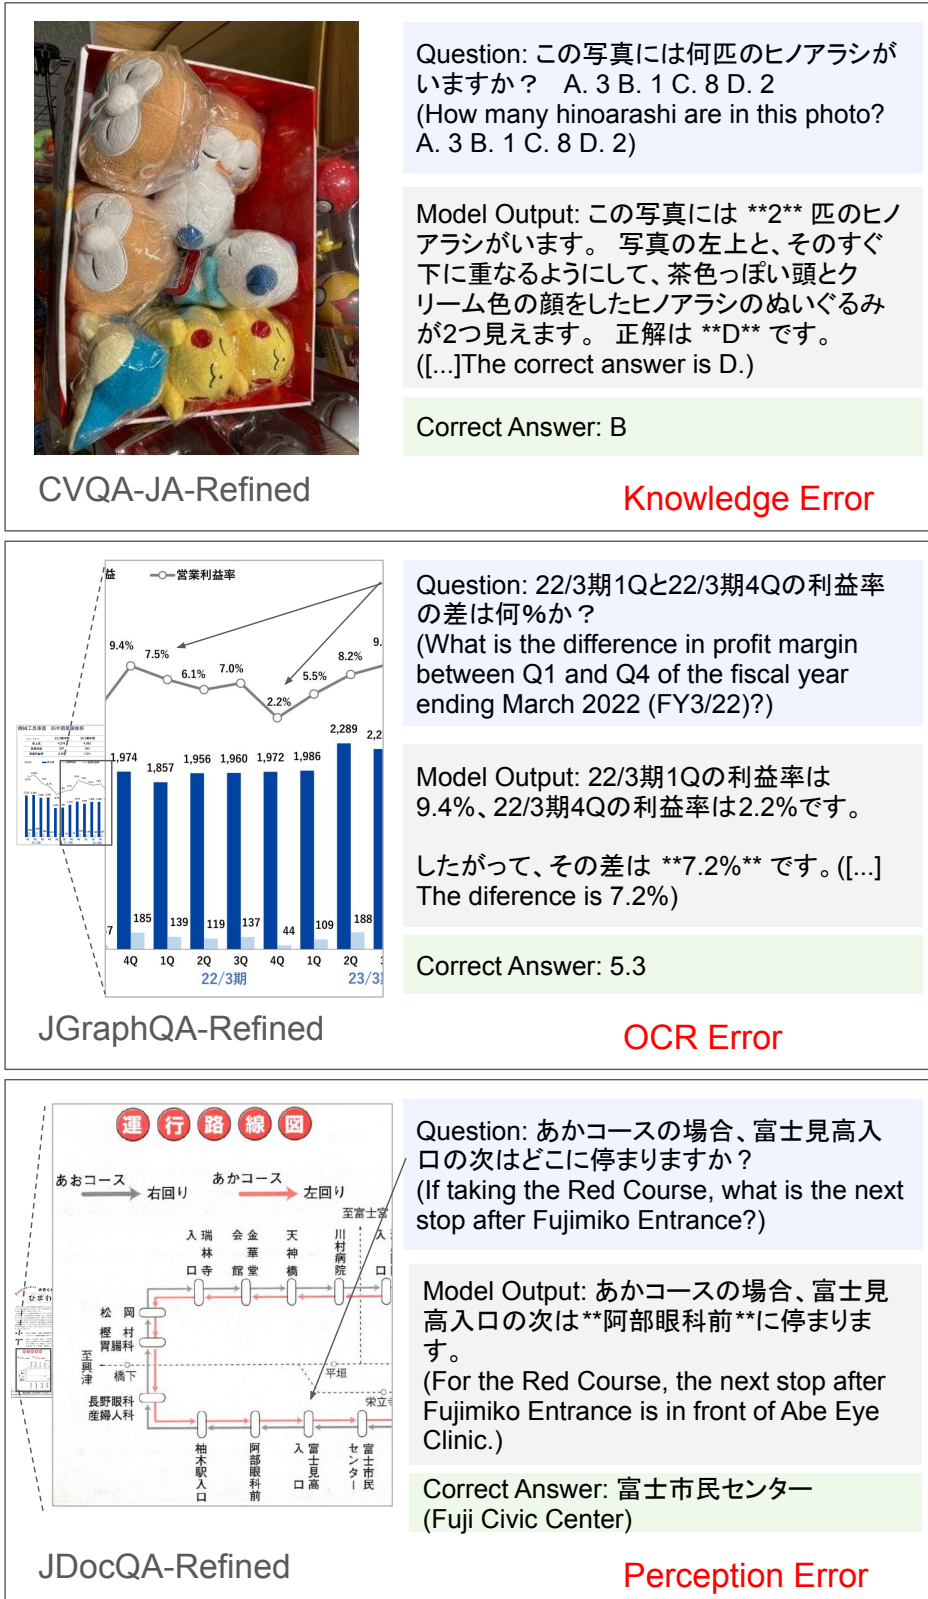 Question: この写真には何匹のヒノアラシが
いますか？ A. 3 B. 1 C. 8 D. 2
(How many hinoarashi are in this photo?
A. 3 B. 1 C. 8 D. 2)
Model Output: この写真には **2** 匹のヒノ
アラシがいます。 写真の左上と、そのすぐ
下に重なるようにして、茶色っぽい頭とク
リーム色の顔をしたヒノアラシのぬいぐるみ
が2つ見えます。 正解は **D** です。
([...]The correct answer is D.)
Correct Answer: B
CVQA-JA-Refined
Knowledge Error
益
営業利益率
9.4%
7.5%
6.1%
7.0%
2.2%
5.5%
8.2%
9.
1,974
1,857
1,956
1,960
1,972
1,986
2,289
2,2
7
185
139
119
137
44
109
188
4Q 1Q 2Q 3Q 4Q 1Q 2Q
22/3期
23/3
Question: 22/3期1Qと22/3期4Qの利益率
の差は何%か？
(What is the difference in profit margin
between Q1 and Q4 of the fiscal year
ending March 2022 (FY3/22)?)
Model Output: 22/3期1Qの利益率は
9.4%、22/3期4Qの利益率は2.2%です。
したがって、その差は **7.2%** です。([...]
The diference is 7.2%)
Correct Answer: 5.3
JGraphQA-Refined
OCR Error
運行路線図
あおコース
右回り
あかコース
左回り
至富士宮
瑞林寺入口
金華堂会館
天神橋
川村病院
入口
松岡
樫村胃腸科
至興津
橋下
平垣
栄立
長野眼科
産婦人科
柚木駅入口
阿部眼科前
富士見高入口
富士市民センター
Question: あかコースの場合、富士見高入
口の次はどこに停まりますか？
(If taking the Red Course, what is the next
stop after Fujimiko Entrance?)
Model Output: あかコースの場合、富士見
高入口の次は**阿部眼科前**に停まりま
す。
(For the Red Course, the next stop after
Fujimiko Entrance is in front of Abe Eye
Clinic.)
Correct Answer: 富士市民センター
(Fuji Civic Center)
JDocQA-Refined
Perception Error